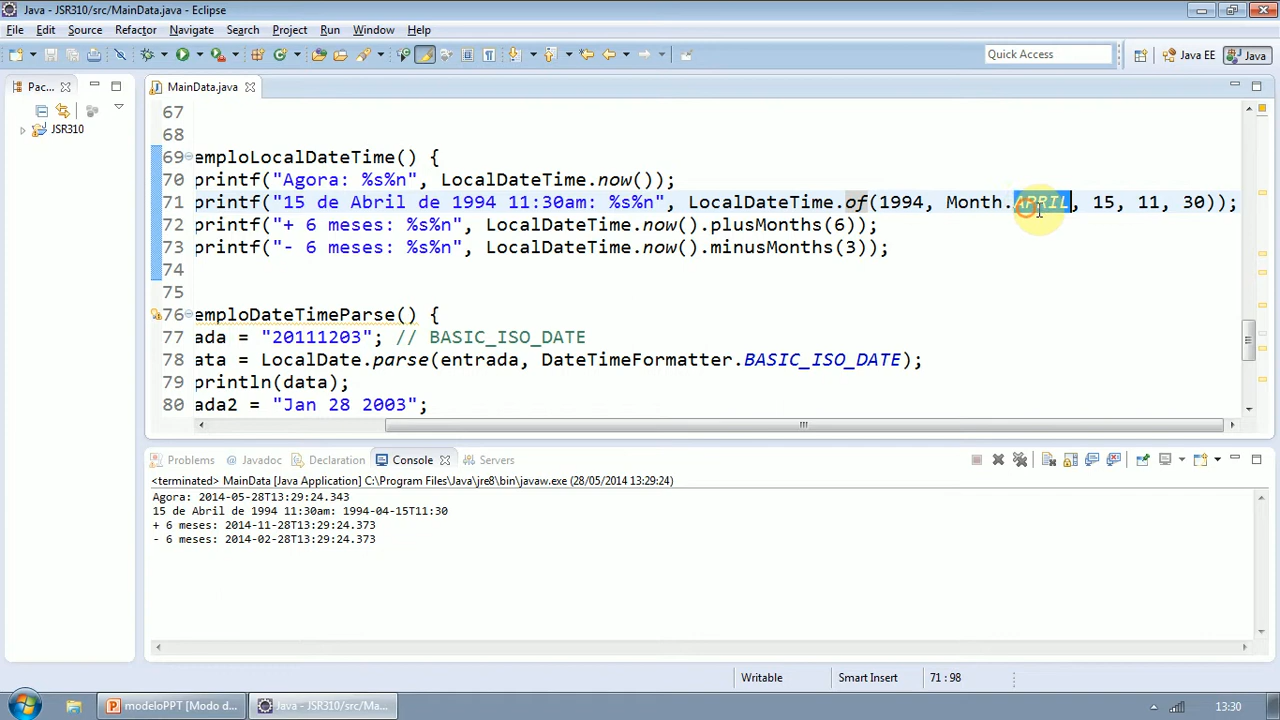 Java - JSR310/src/MainData.java - Eclipse
File Edit Source Refactor Navigate Search Project Run Window Help
Quick Access
Java EE
Java
Pac...
MainData.java
JSR310
67
68
69 emploLocalDateTime() {
70 printf("Agora: %s%n", LocalDateTime.now());
71 printf("15 de Abril de 1994 11:30am: %s%n", LocalDateTime.of(1994, Month.APRIL, 15, 11, 30));
72 printf("+ 6 meses: %s%n", LocalDateTime.now().plusMonths(6));
73 printf("- 6 meses: %s%n", LocalDateTime.now().minusMonths(3));
74
75
76 emploDateTimeParse() {
77 ada = "20111203"; // BASIC_ISO_DATE
78 ata = LocalDate.parse(entrada, DateTimeFormatter.BASIC_ISO_DATE);
79 println(data);
80 ada2 = "Jan 28 2003";
Problems Javadoc Declaration Console Servers
<terminated> MainData [Java Application] C:\Program Files\Java\jre8\bin\javaw.exe (28/05/2014 13:29:24)
Agora: 2014-05-28T13:29:24.343
15 de Abril de 1994 11:30am: 1994-04-15T11:30
+ 6 meses: 2014-11-28T13:29:24.373
- 6 meses: 2014-02-28T13:29:24.373
Writable Smart Insert 71 : 98
modeloPPT [Modo d... Java - JSR310/src/Ma... 13:30